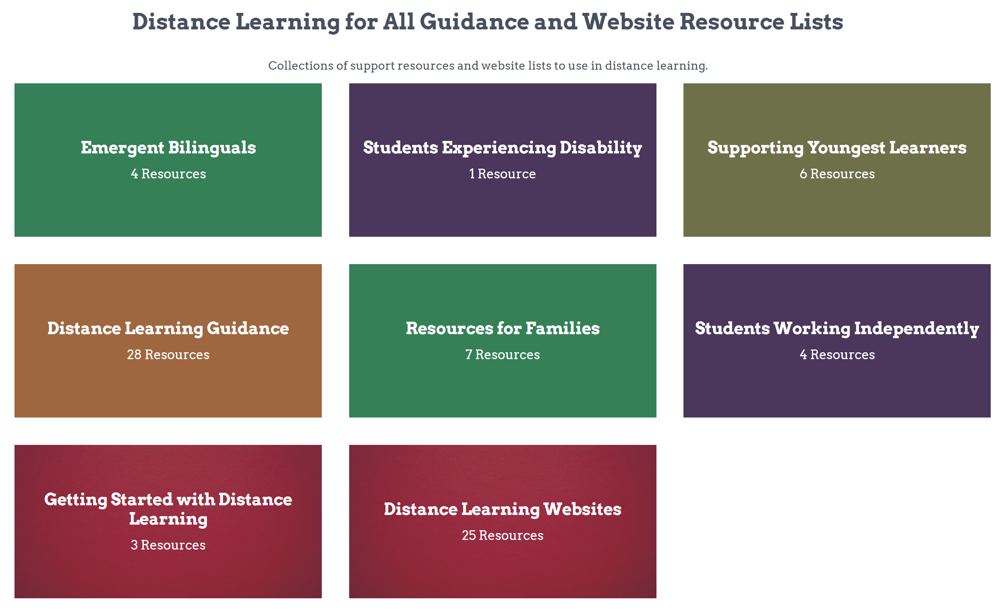 Distance Learning for All Guidance and Website Resource Lists
Collections of support resources and website lists to use in distance learning.
Emergent Bilinguals
4 Resources
Students Experiencing Disability
1 Resource
Supporting Youngest Learners
6 Resources
Distance Learning Guidance
28 Resources
Resources for Families
7 Resources
Students Working Independently
4 Resources
Getting Started with Distance
Learning
3 Resources
Distance Learning Websites
25 Resources